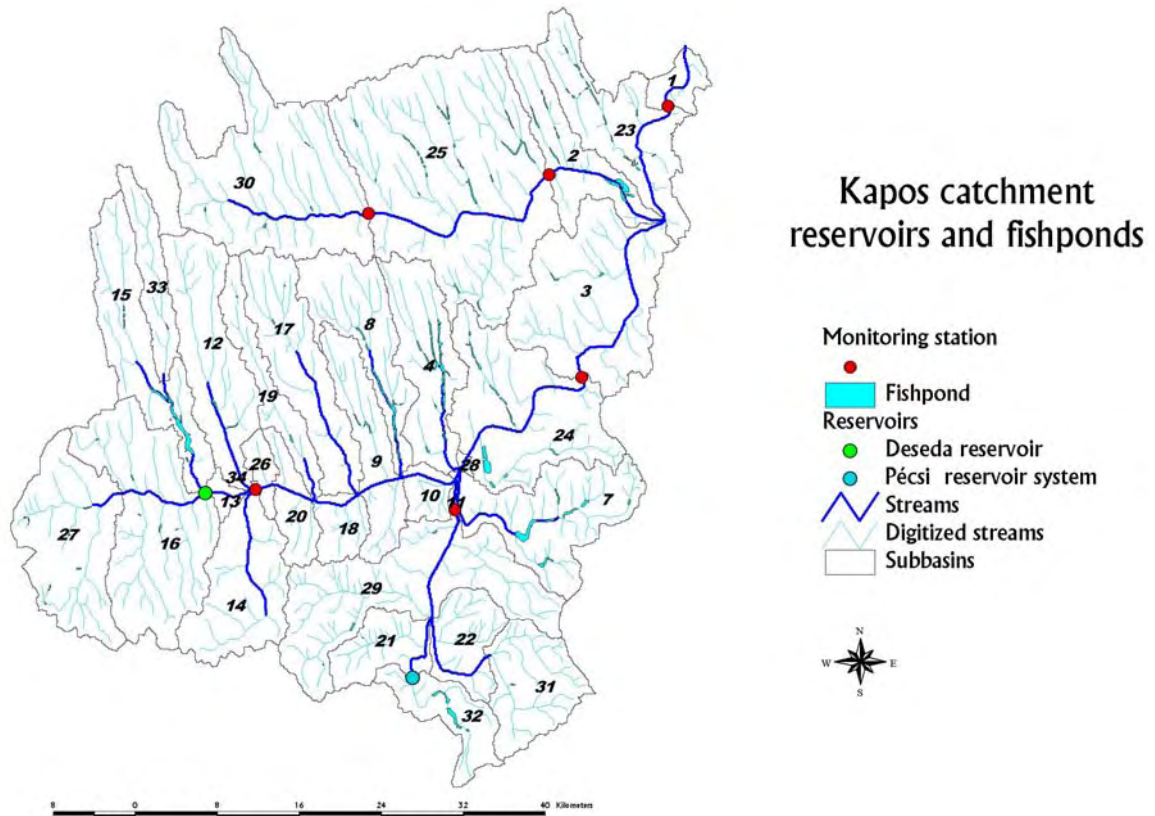 Kapos catchment
reservoirs and fishponds
Monitoring station
Fishpond
Reservoirs
Deseda reservoir
Pécsi reservoir system
Streams
Digitized streams
Subbasins
N
W E
S
1
23
2
25
30
3
15
33
12
17
8
4
19
24
28
26
9
34
10
11
7
13
20
18
27
16
29
14
21
22
31
32
8 0 8 16 24 32 40 Kilometers